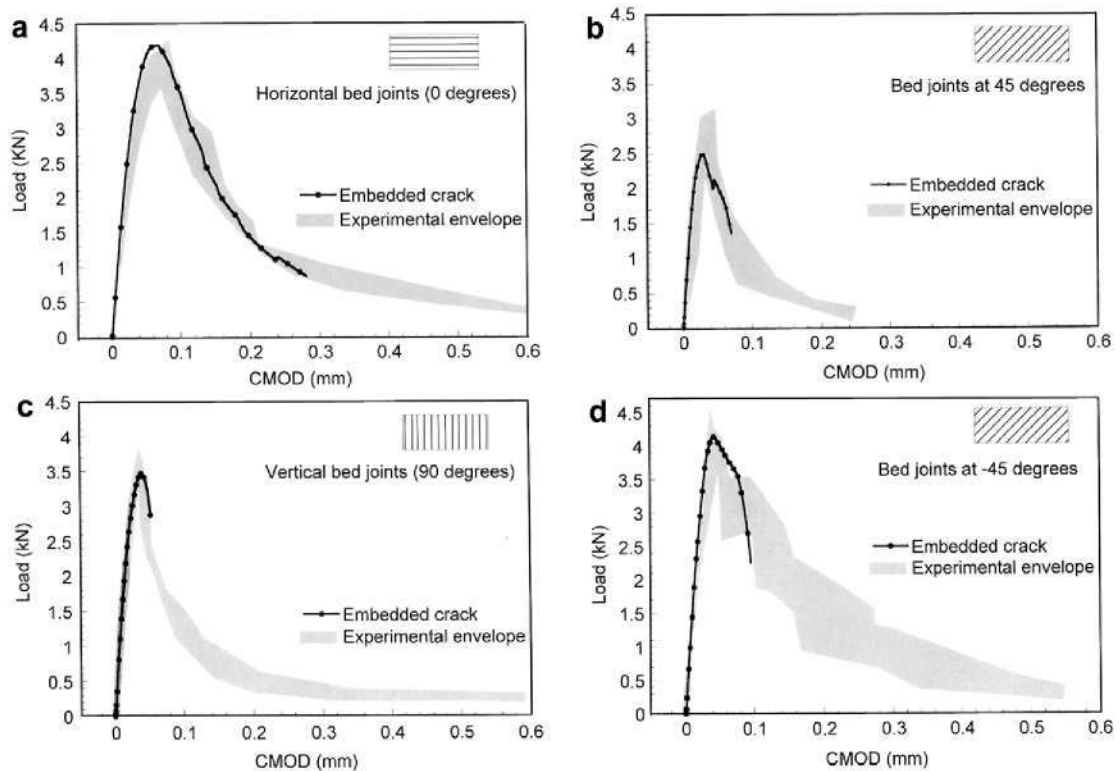 a
4.5
4
3.5
3
2.5
2
1.5
1
0.5
0
Load (KN)
Horizontal bed joints (0 degrees)
Embedded crack
Experimental envelope
0 0.1 0.2 0.3 0.4 0.5 0.6
CMOD (mm)
b
4.5
4
3.5
3
2.5
2
1.5
1
0.5
0
Load (kN)
Bed joints at 45 degrees
Embedded crack
Experimental envelope
0 0.1 0.2 0.3 0.4 0.5 0.6
CMOD (mm)
c
4.5
4
3.5
3
2.5
2
1.5
1
0.5
0
Load (kN)
Vertical bed joints (90 degrees)
Embedded crack
Experimental envelope
0 0.1 0.2 0.3 0.4 0.5 0.6
CMOD (mm)
d
4.5
4
3.5
3
2.5
2
1.5
1
0.5
0
Load (kN)
Bed joints at -45 degrees
Embedded crack
Experimental envelope
0 0.1 0.2 0.3 0.4 0.5 0.6
CMOD (mm)